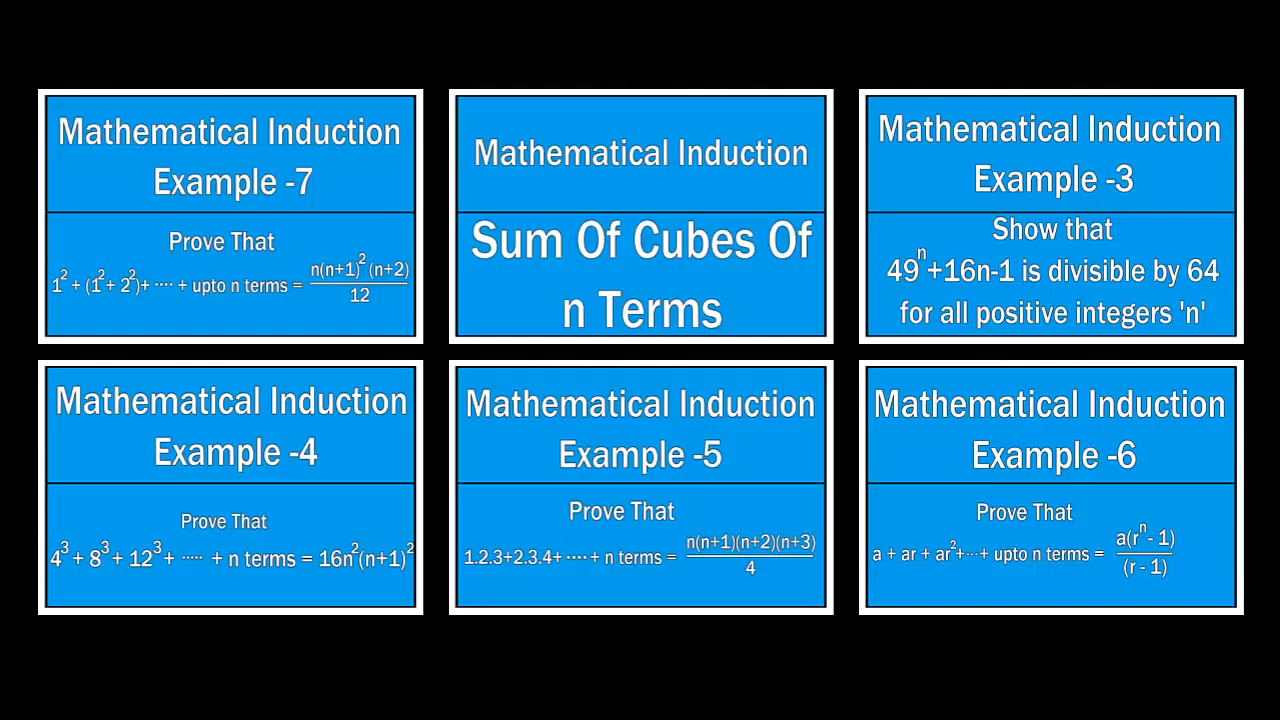 Mathematical Induction
Example -7
Prove That
1² + (1² + 2²)+ ···· + upto n terms = n(n+1)² (n+2)
12
Mathematical Induction
Sum Of Cubes Of
n Terms
Mathematical Induction
Example -3
Show that
49ⁿ+16n-1 is divisible by 64
for all positive integers 'n'
Mathematical Induction
Example -4
Prove That
4³ + 8³ + 12³ + ····· + n terms = 16n²(n+1)²
Mathematical Induction
Example -5
Prove That
1.2.3+2.3.4+ ···· + n terms = n(n+1)(n+2)(n+3)
4
Mathematical Induction
Example -6
Prove That
a + ar + ar²+···+ upto n terms = a(rⁿ - 1)
(r - 1)